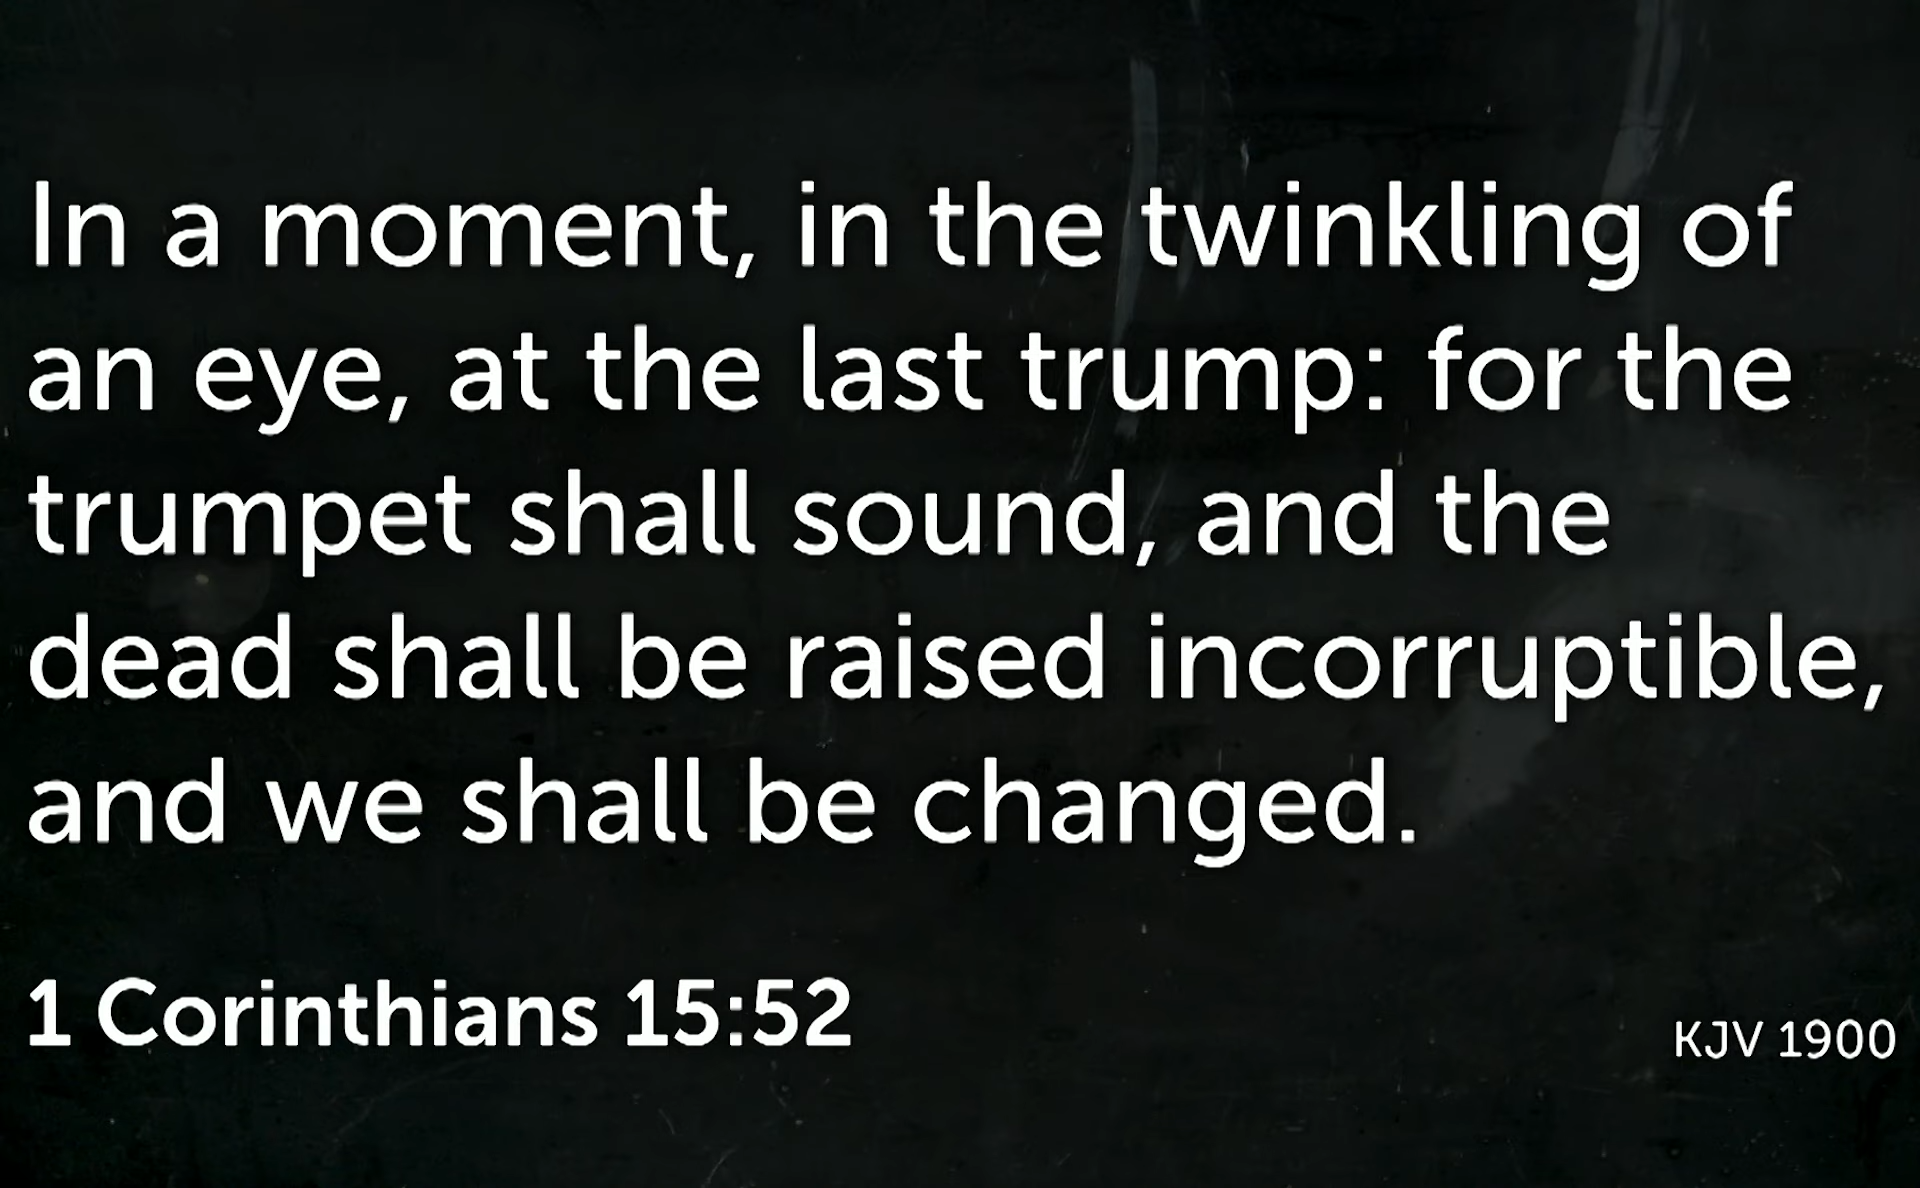 In a moment, in the twinkling of
an eye, at the last trump: for the
trumpet shall sound, and the
dead shall be raised incorruptible,
and we shall be changed.
1 Corinthians 15:52
KJV 1900